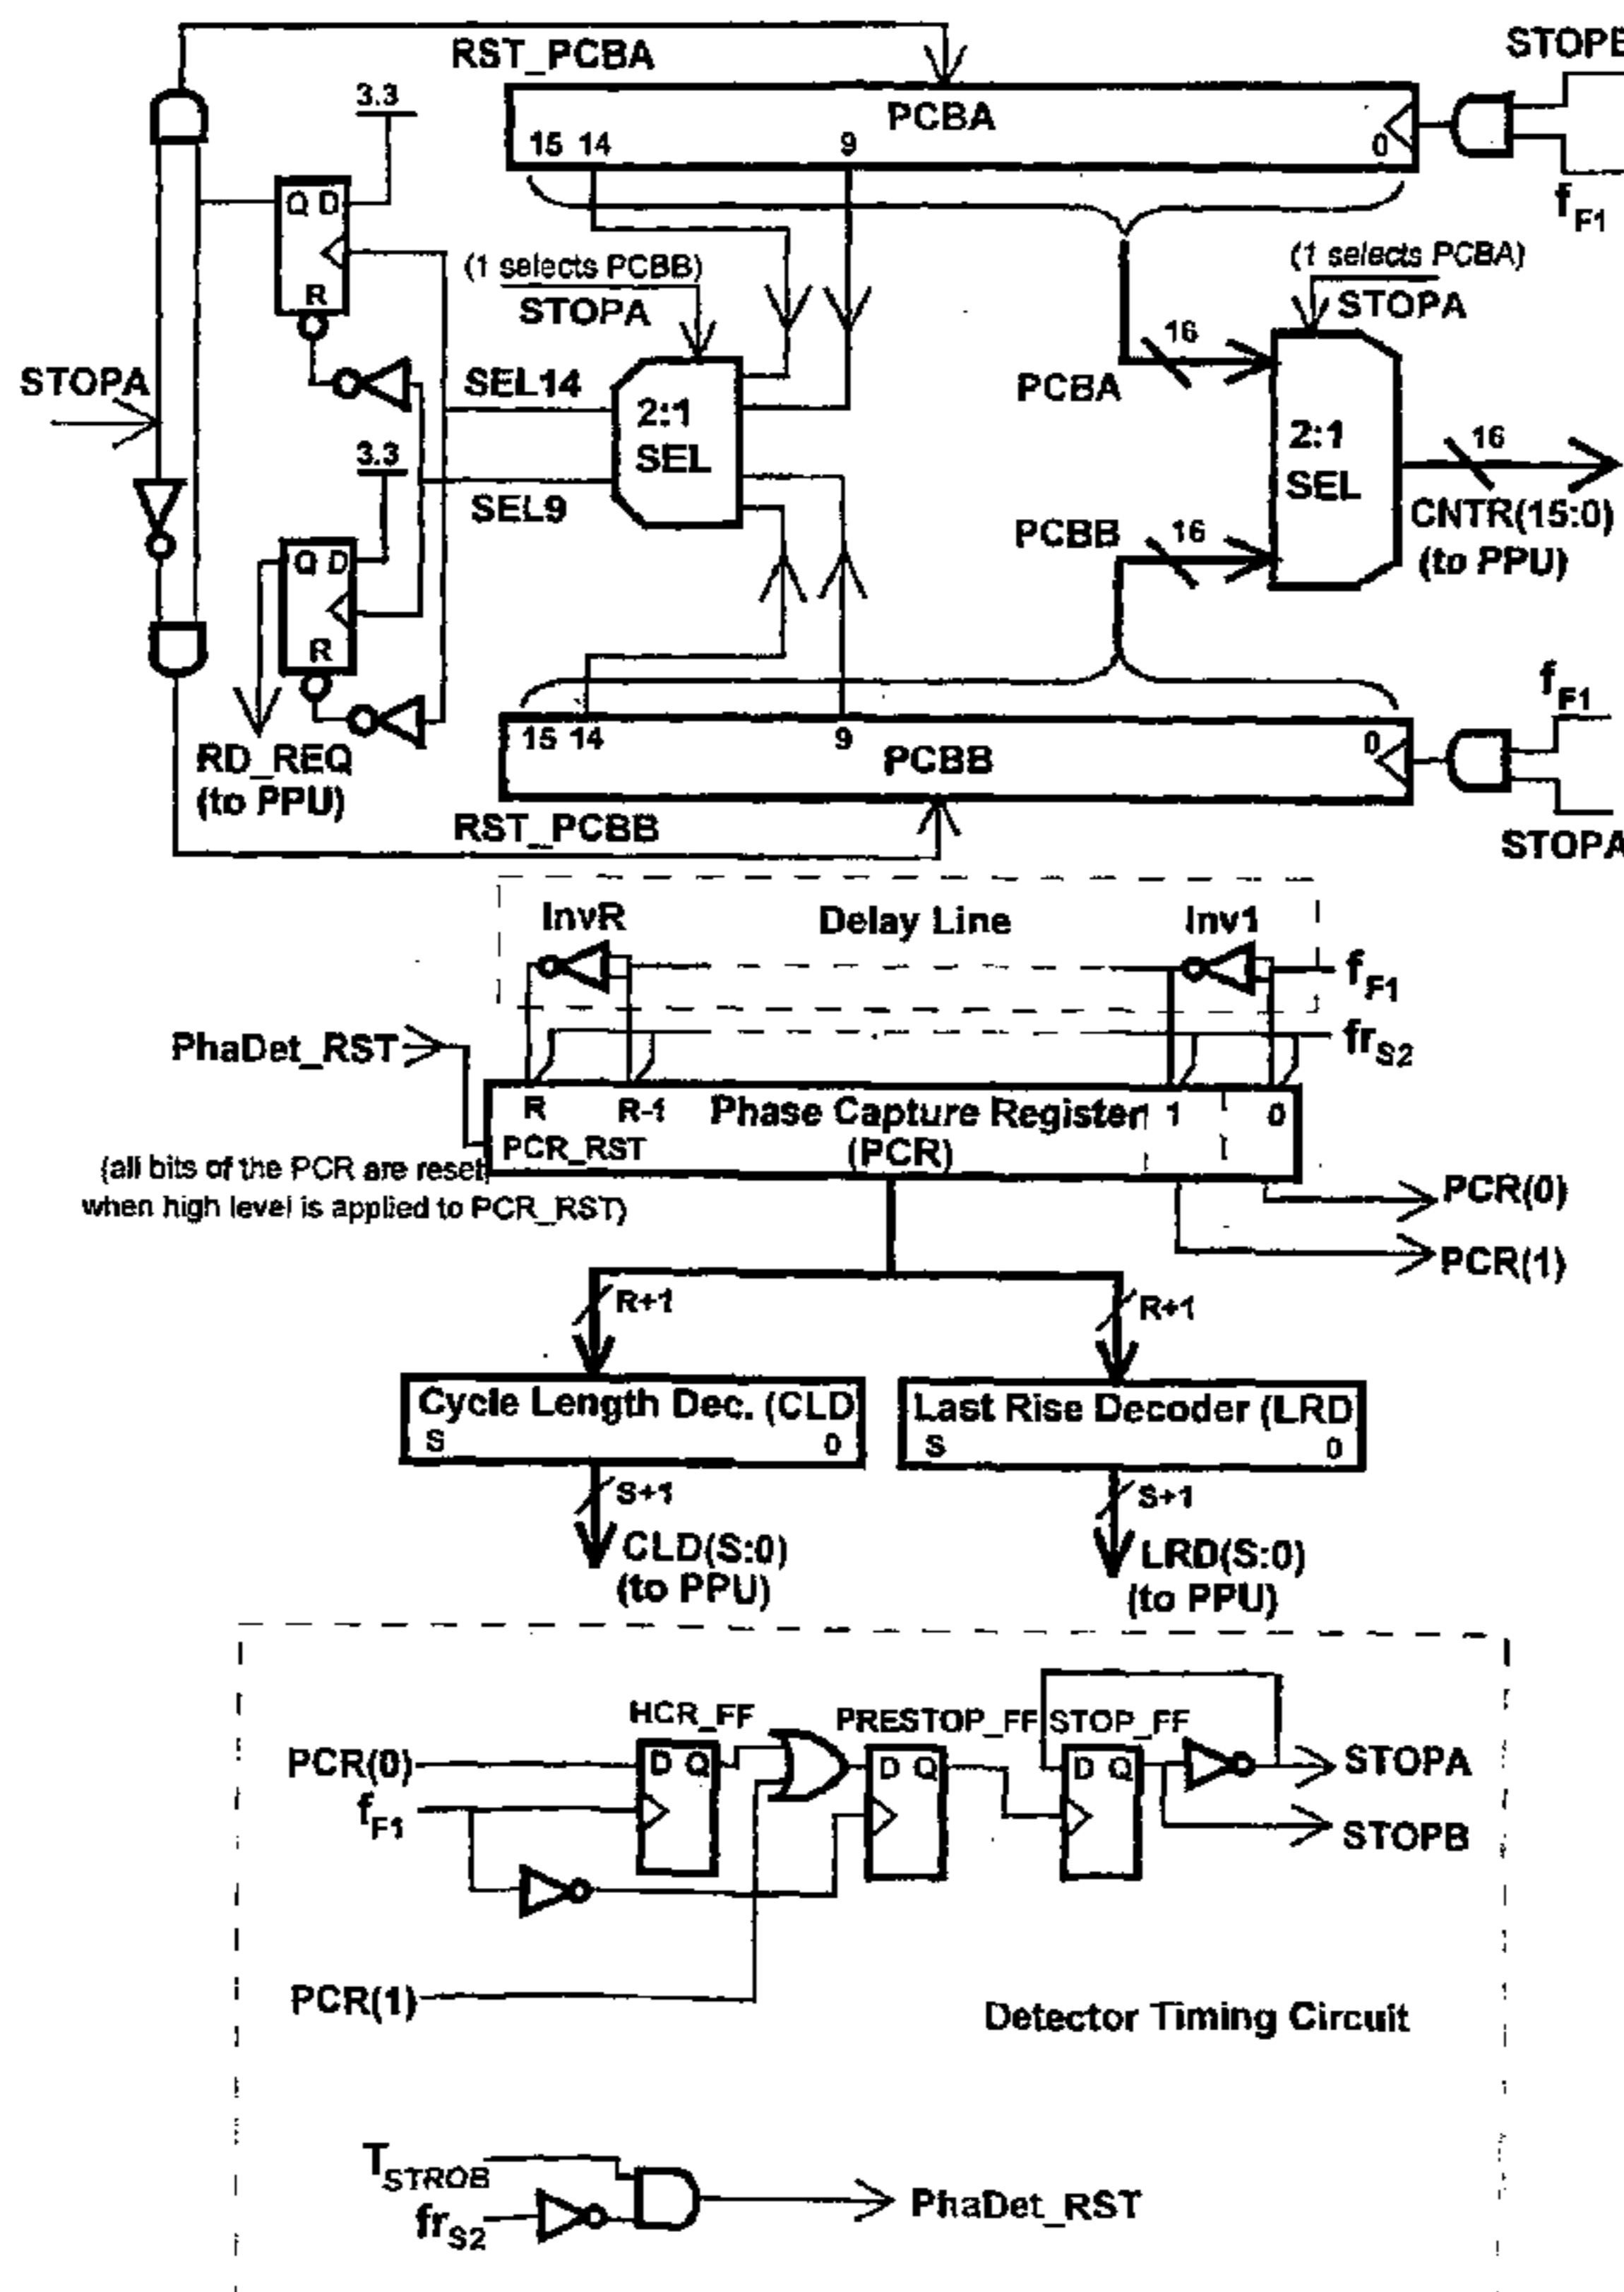 STOPB
RST_PCBA
3.3
PCBA
15 14 9 0
f F1
Q D
R
(1 selects PCBB)
STOPA
(1 selects PCBA)
STOPA
16
PCBA
STOPA
SEL14
2:1
SEL
2:1
SEL
16
CNTR(15:0)
(to PPU)
3.3
SEL9
PCBB
16
Q D
R
RD_REQ
(to PPU)
15 14 9 0
PCBB
f F1
RST_PCBB
STOPA
InvR
Delay Line
Inv1
f F1
PhaDet_RST
fr S2
R R-1 Phase Capture Register 1 0
PCR_RST
(PCR)
(all bits of the PCR are reset
when high level is applied to PCR_RST)
PCR(0)
PCR(1)
R+1
R+1
Cycle Length Dec. (CLD
S 0
Last Rise Decoder (LRD
S 0
S+1
S+1
CLD(S:0)
(to PPU)
LRD(S:0)
(to PPU)
HCR_FF
PRESTOP_FF
STOP_FF
PCR(0)
D Q
D Q
D Q
STOPA
f F1
STOPB
PCR(1)
Detector Timing Circuit
T STROB
fr S2
PhaDet_RST